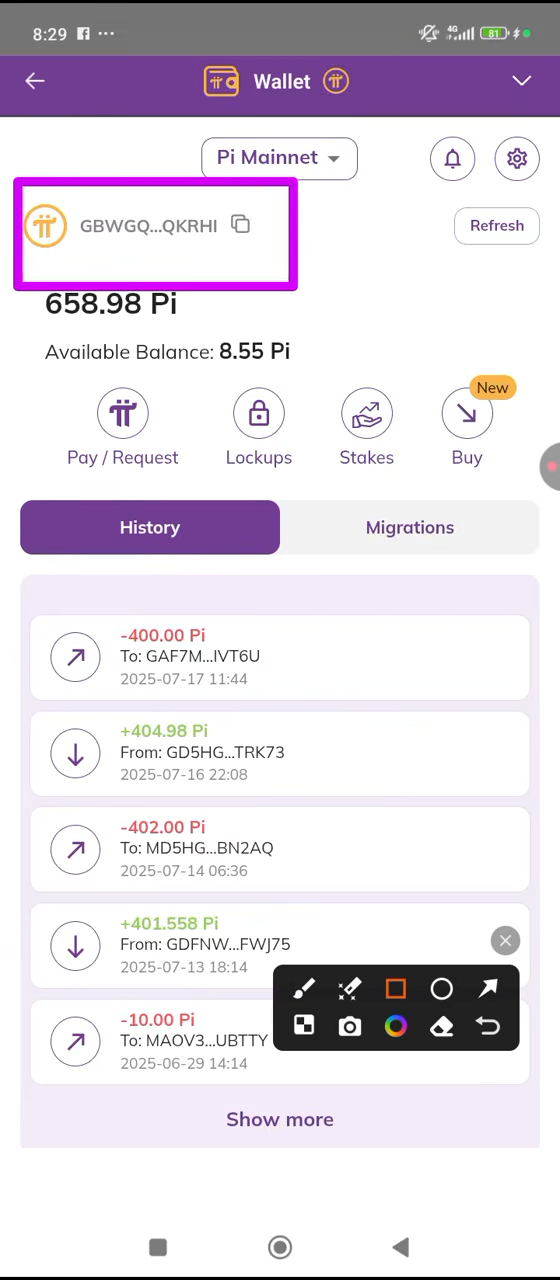 8:29
4G
81
Wallet
Pi Mainnet
GBWGQ...QKRHI
Refresh
658.98 Pi
Available Balance: 8.55 Pi
New
Pay / Request
Lockups
Stakes
Buy
History
Migrations
-400.00 Pi
To: GAF7M...IVT6U
2025-07-17 11:44
+404.98 Pi
From: GD5HG...TRK73
2025-07-16 22:08
-402.00 Pi
To: MD5HG...BN2AQ
2025-07-14 06:36
+401.558 Pi
From: GDFNW...FWJ75
2025-07-13 18:14
-10.00 Pi
To: MAOV3...UBTTY
2025-06-29 14:14
Show more